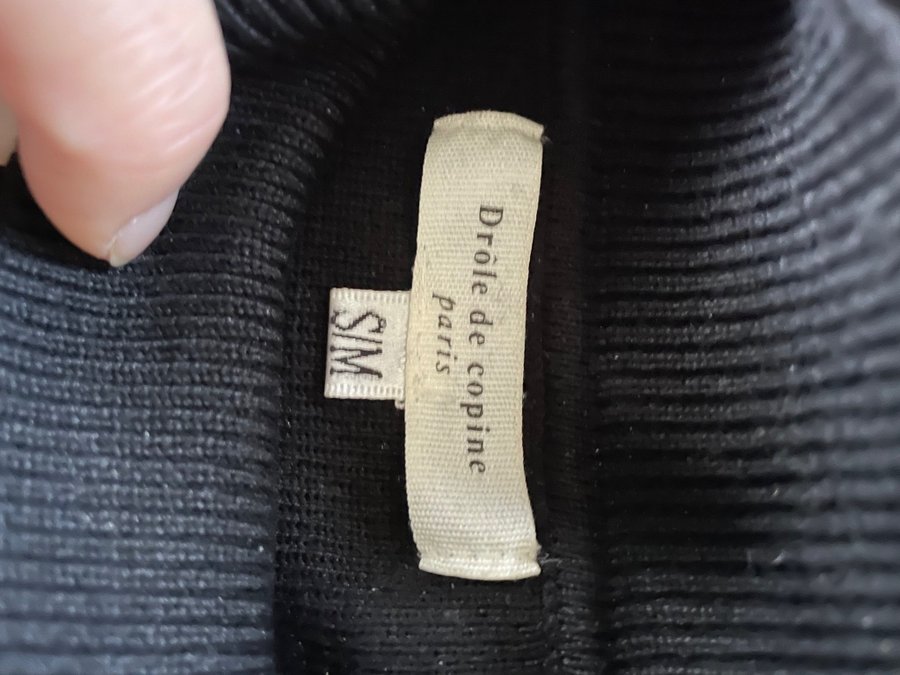 Drôle de copine
paris
S/M